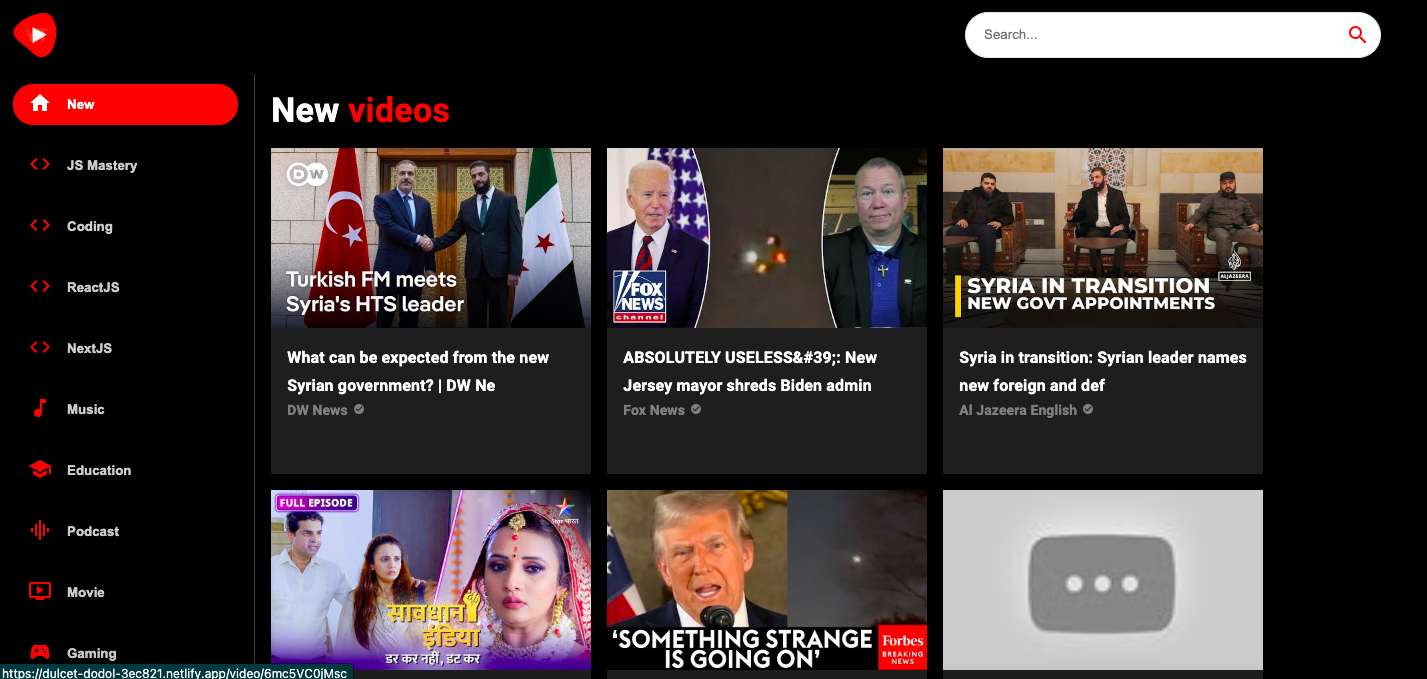 Search...
New
JS Mastery
Coding
ReactJS
NextJS
Music
Education
Podcast
Movie
Gaming
New videos
DW
Turkish FM meets
Syria's HTS leader
What can be expected from the new
Syrian government? | DW Ne
DW News
FOX
NEWS
channel
ABSOLUTELY USELESS&#39;: New
Jersey mayor shreds Biden admin
Fox News
ALJAZEERA
SYRIA IN TRANSITION
NEW GOVT APPOINTMENTS
Syria in transition: Syrian leader names
new foreign and def
Al Jazeera English
FULL EPISODE
STAR भारत
सावधान
इंडिया
डर कर नहीं, डट कर
'SOMETHING STRANGE
IS GOING ON'
Forbes
BREAKING
NEWS
https://dulcet-dodol-3ec821.netlify.app/video/6mc5VC0jMsc